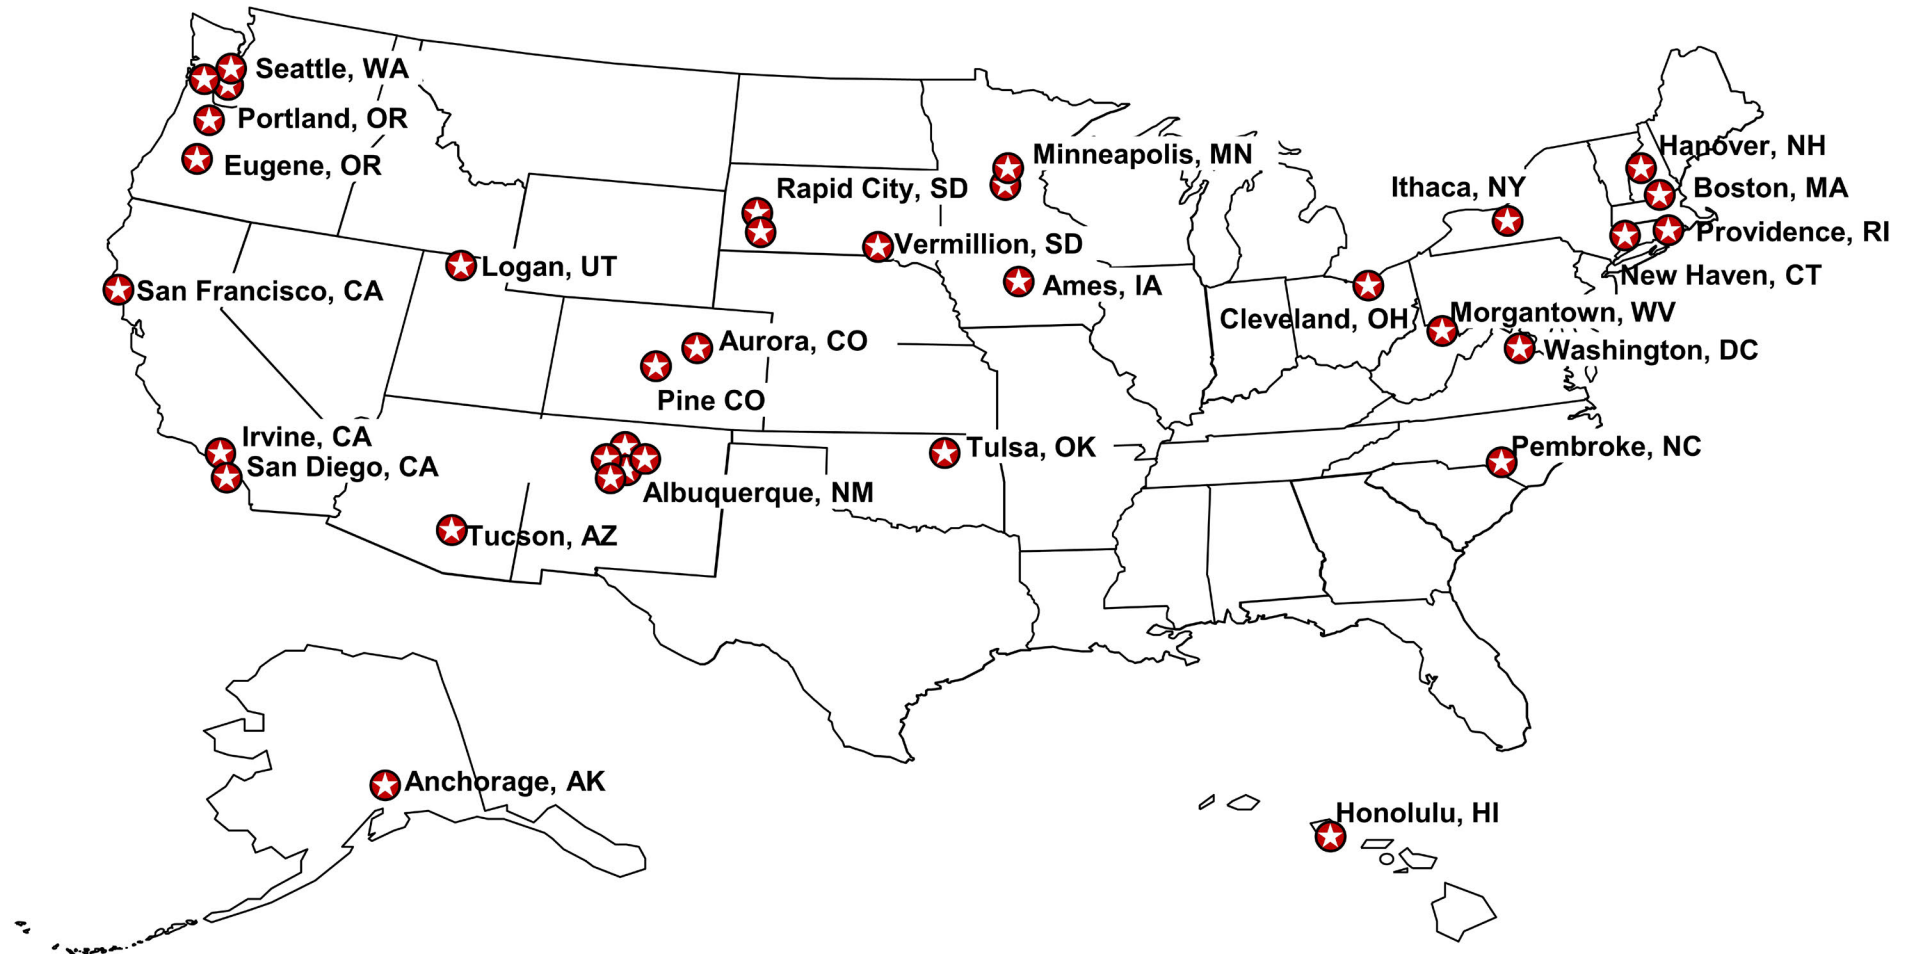 Seattle, WA
Portland, OR
Eugene, OR
Minneapolis, MN
Hanover, NH
Rapid City, SD
Ithaca, NY
Boston, MA
Vermillion, SD
Providence, RI
Logan, UT
New Haven, CT
San Francisco, CA
Ames, IA
Cleveland, OH
Morgantown, WV
Aurora, CO
Washington, DC
Pine CO
Irvine, CA
San Diego, CA
Tulsa, OK
Pembroke, NC
Albuquerque, NM
Tucson, AZ
Anchorage, AK
Honolulu, HI